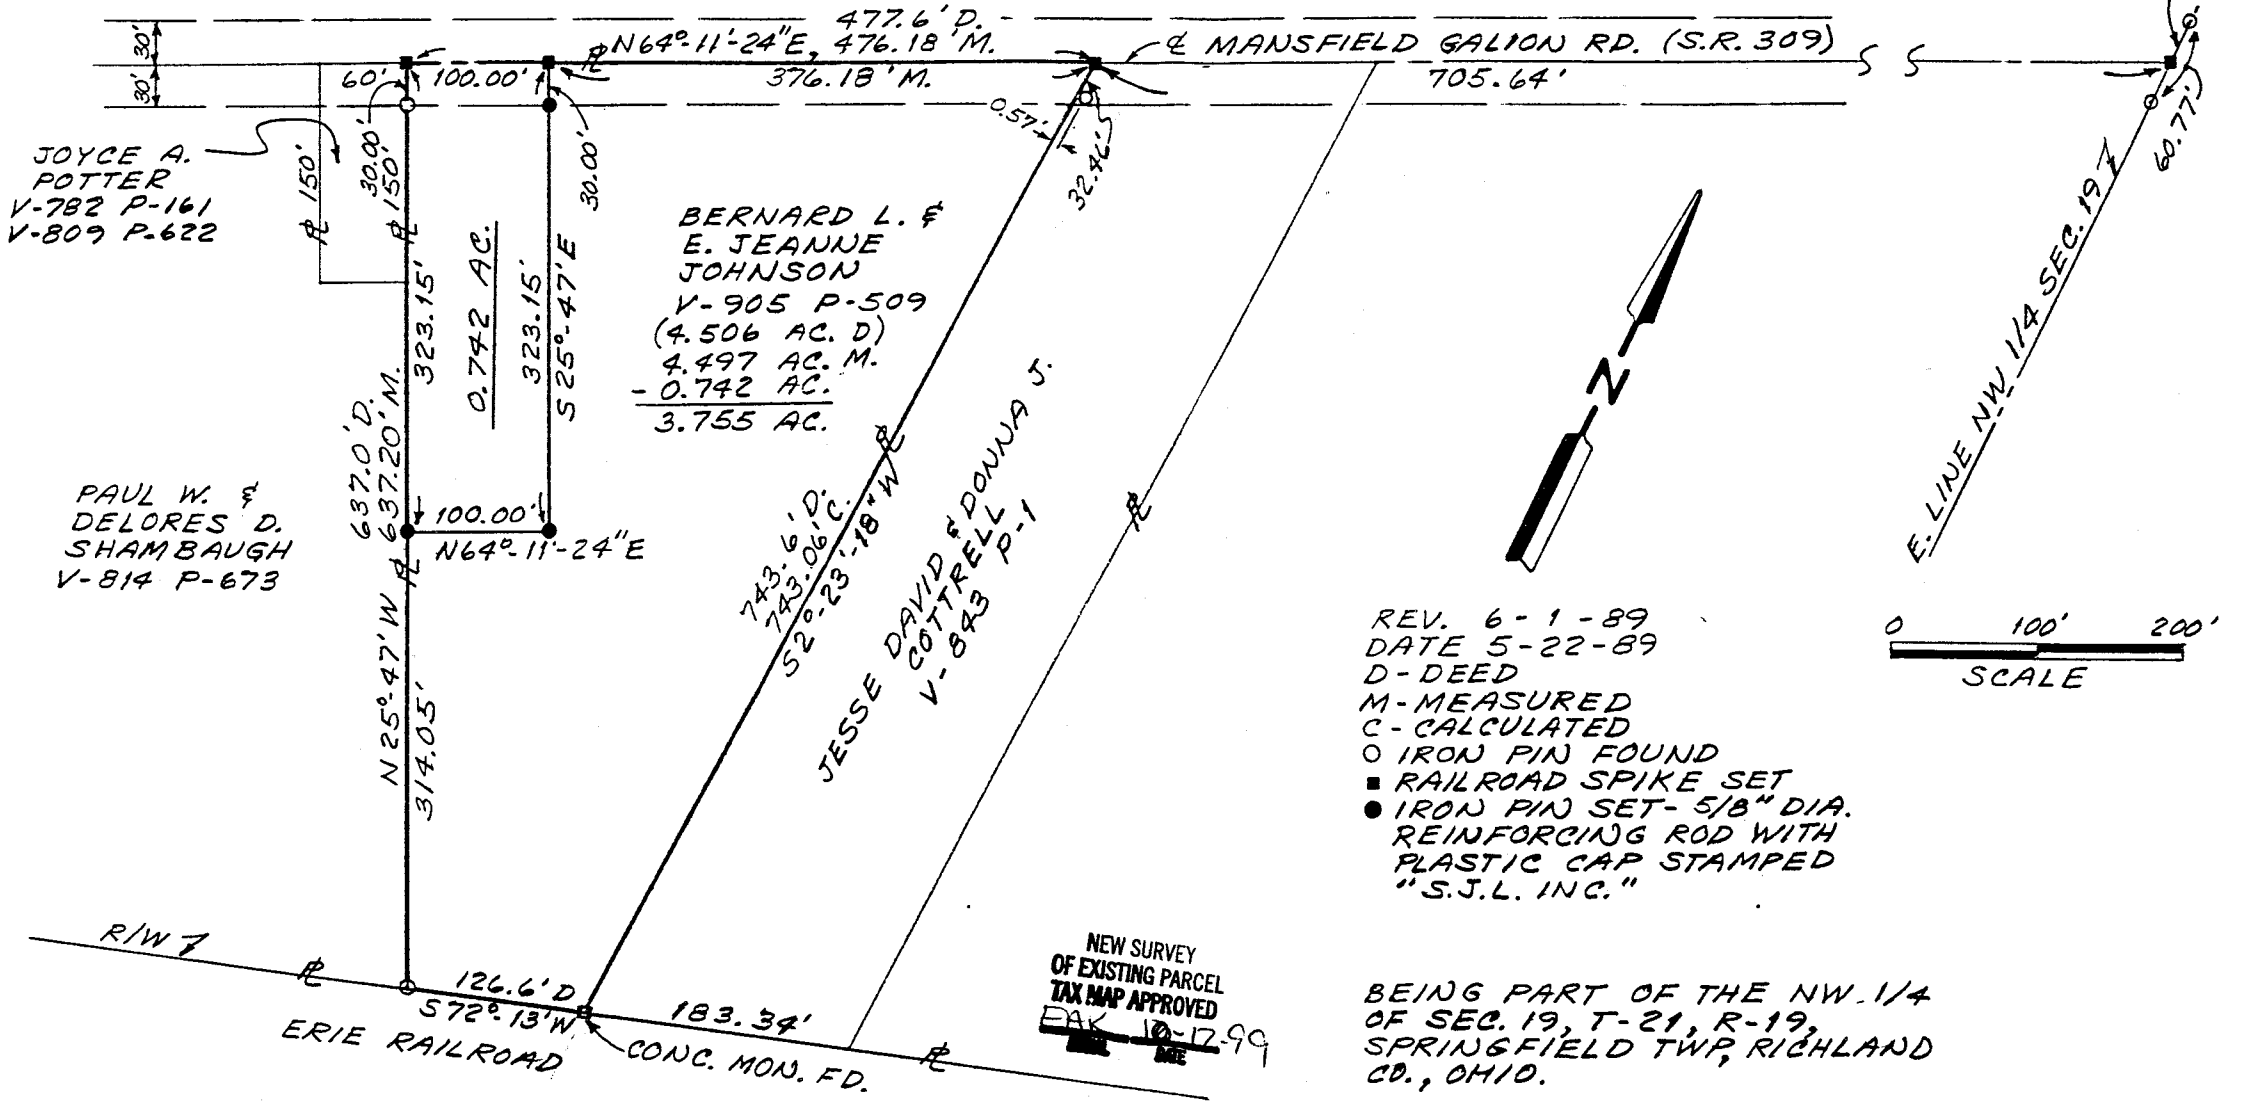 477.6' D.
N64°-11'-24"E, 476.18' M.
℄ MANSFIELD GALION RD. (S.R. 309)
30'
30'
60'
100.00'
℄
376.18' M.
705.64'
0.57'
32.46'
60.77'
JOYCE A.
POTTER
V-782 P-161
V-809 P-622
℄ 150'
30.00'
℄ 150'
30.00'
323.15'
0.742 AC.
323.15'
S 25°-47' E
BERNARD L. &
E. JEANNE
JOHNSON
V-905 P-509
(4.506 AC. D)
4.497 AC. M.
- 0.742 AC.
3.755 AC.
E. LINE NW 1/4 SEC. 19
N
PAUL W. &
DELORES D.
SHAMBAUGH
V-814 P-673
637.0' D.
637.20' M.
100.00'
N64°-11'-24"E
N 25°-47' W
314.05'
743.6' D.
743.06' C.
S2°-23'-18" W
JESSE DAVID & DONNA J.
COTTRELL
V-843 P-1
REV. 6-1-89
DATE 5-22-89
D-DEED
M-MEASURED
C-CALCULATED
IRON PIN FOUND
RAILROAD SPIKE SET
IRON PIN SET- 5/8" DIA.
REINFORCING ROD WITH
PLASTIC CAP STAMPED
"S.J.L. INC."
0 100' 200'
SCALE
R/W
126.6' D
S 72°-13' W
183.34'
ERIE RAILROAD
CONC. MON. FD.
NEW SURVEY
OF EXISTING PARCEL
TAX MAP APPROVED
EAK 10-17-99
DATE
BEING PART OF THE NW. 1/4
OF SEC. 19, T-21, R-19,
SPRINGFIELD TWP, RICHLAND
CO., OHIO.